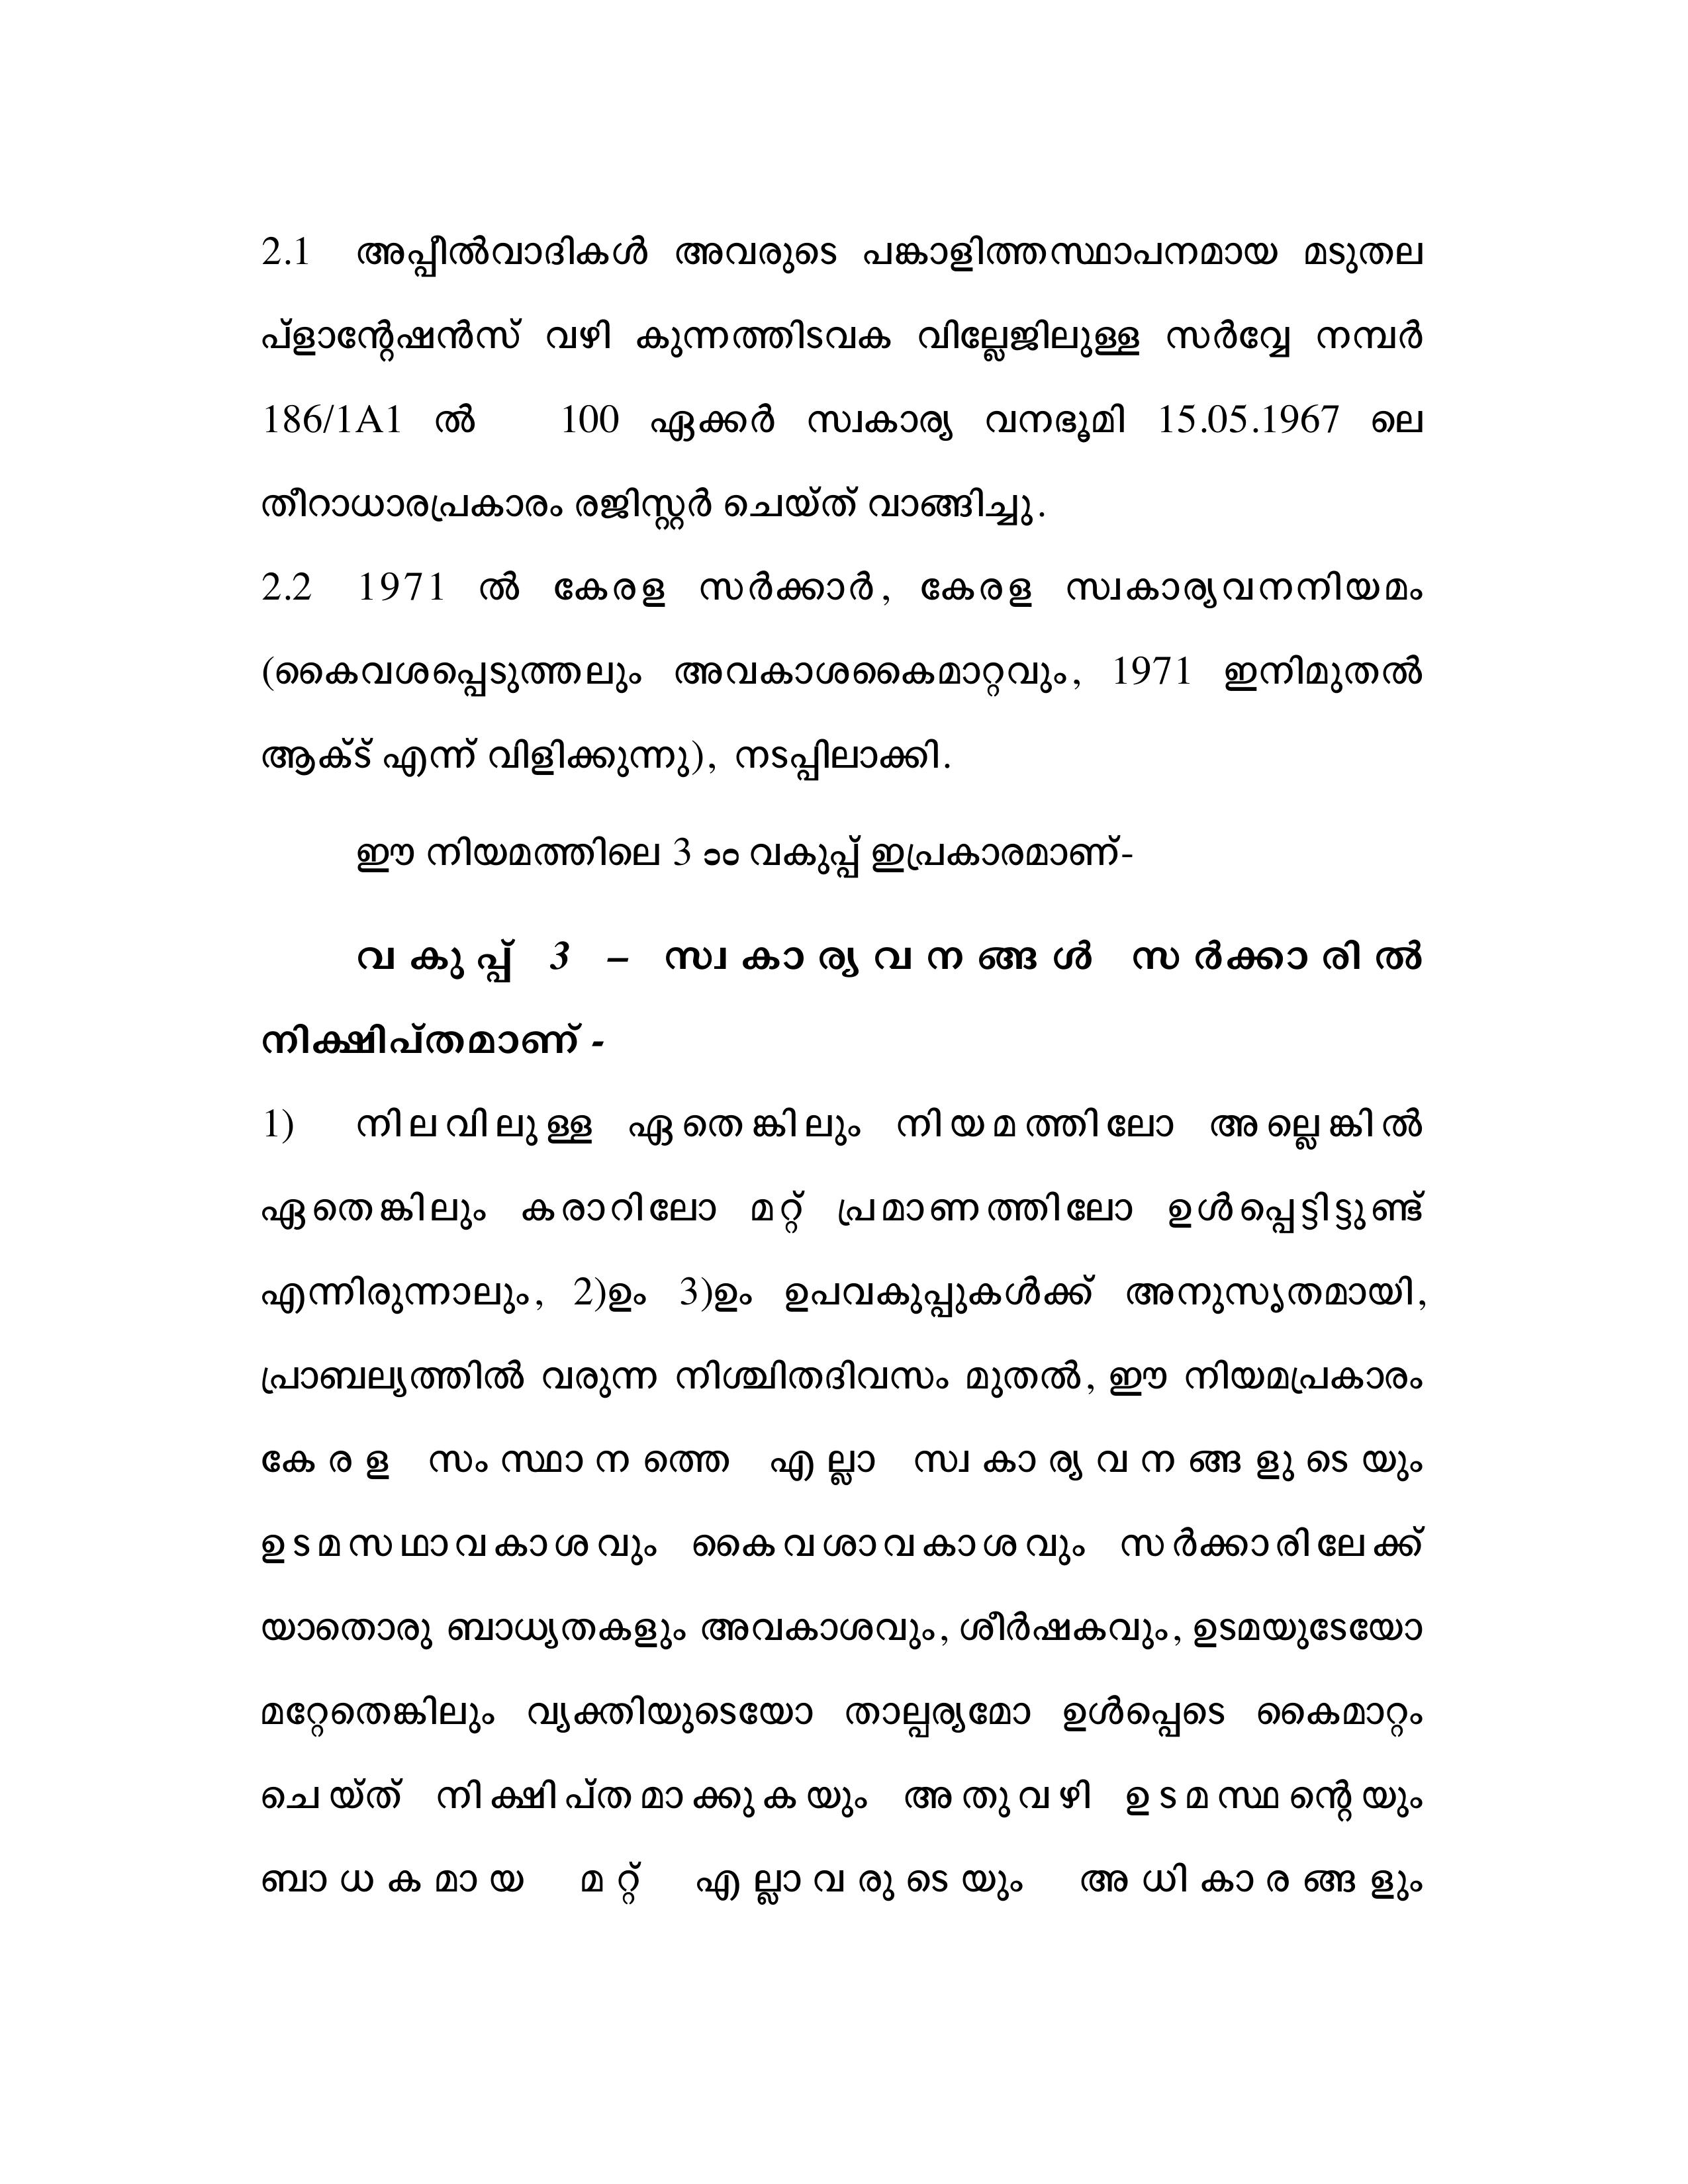 2.1 അപ്പീൽവാദികൾ അവരുടെ പങ്കാളിത്തസ്ഥാപനമായ മടുതല
പ്ളാന്റേഷൻസ് വഴി കുന്നത്തിടവക വില്ലേജിലുള്ള സർവ്വേ നമ്പർ
186/1A1 ൽ 100 ഏക്കർ സ്വകാര്യ വനഭൂമി 15.05.1967 ലെ
തീറാധാരപ്രകാരം രജിസ്റ്റർ ചെയ്ത് വാങ്ങിച്ചു.
2.2 1971 ൽ കേരള സർക്കാർ, കേരള സ്വകാര്യവനനിയമം
(കൈവശപ്പെടുത്തലും അവകാശകൈമാറ്റവും, 1971 ഇനിമുതൽ
ആക്ട് എന്ന് വിളിക്കുന്നു), നടപ്പിലാക്കി.
ഈ നിയമത്തിലെ 3 ാം വകുപ്പ് ഇപ്രകാരമാണ്-
വകുപ്പ് 3 – സ്വകാര്യവനങ്ങൾ സർക്കാരിൽ
നിക്ഷിപ്തമാണ് -
1) നിലവിലുള്ള ഏതെങ്കിലും നിയമത്തിലോ അല്ലെങ്കിൽ
ഏതെങ്കിലും കരാറിലോ മറ്റ് പ്രമാണത്തിലോ ഉൾപ്പെട്ടിട്ടുണ്ട്
എന്നിരുന്നാലും, 2)ഉം 3)ഉം ഉപവകുപ്പുകൾക്ക് അനുസൃതമായി,
പ്രാബല്യത്തിൽ വരുന്ന നിശ്ചിതദിവസം മുതൽ, ഈ നിയമപ്രകാരം
കേരള സംസ്ഥാനത്തെ എല്ലാ സ്വകാര്യവനങ്ങളുടെയും
ഉടമസഥാവകാശവും കൈവശാവകാശവും സർക്കാരിലേക്ക്
യാതൊരു ബാധ്യതകളും അവകാശവും, ശീർഷകവും, ഉടമയുടേയോ
മറ്റേതെങ്കിലും വ്യക്തിയുടെയോ താല്പര്യമോ ഉൾപ്പെടെ കൈമാറ്റം
ചെയ്ത് നിക്ഷിപ്തമാക്കുകയും അതുവഴി ഉടമസ്ഥന്റെയും
ബാധകമായ മറ്റ് എല്ലാവരുടെയും അധികാരങ്ങളും